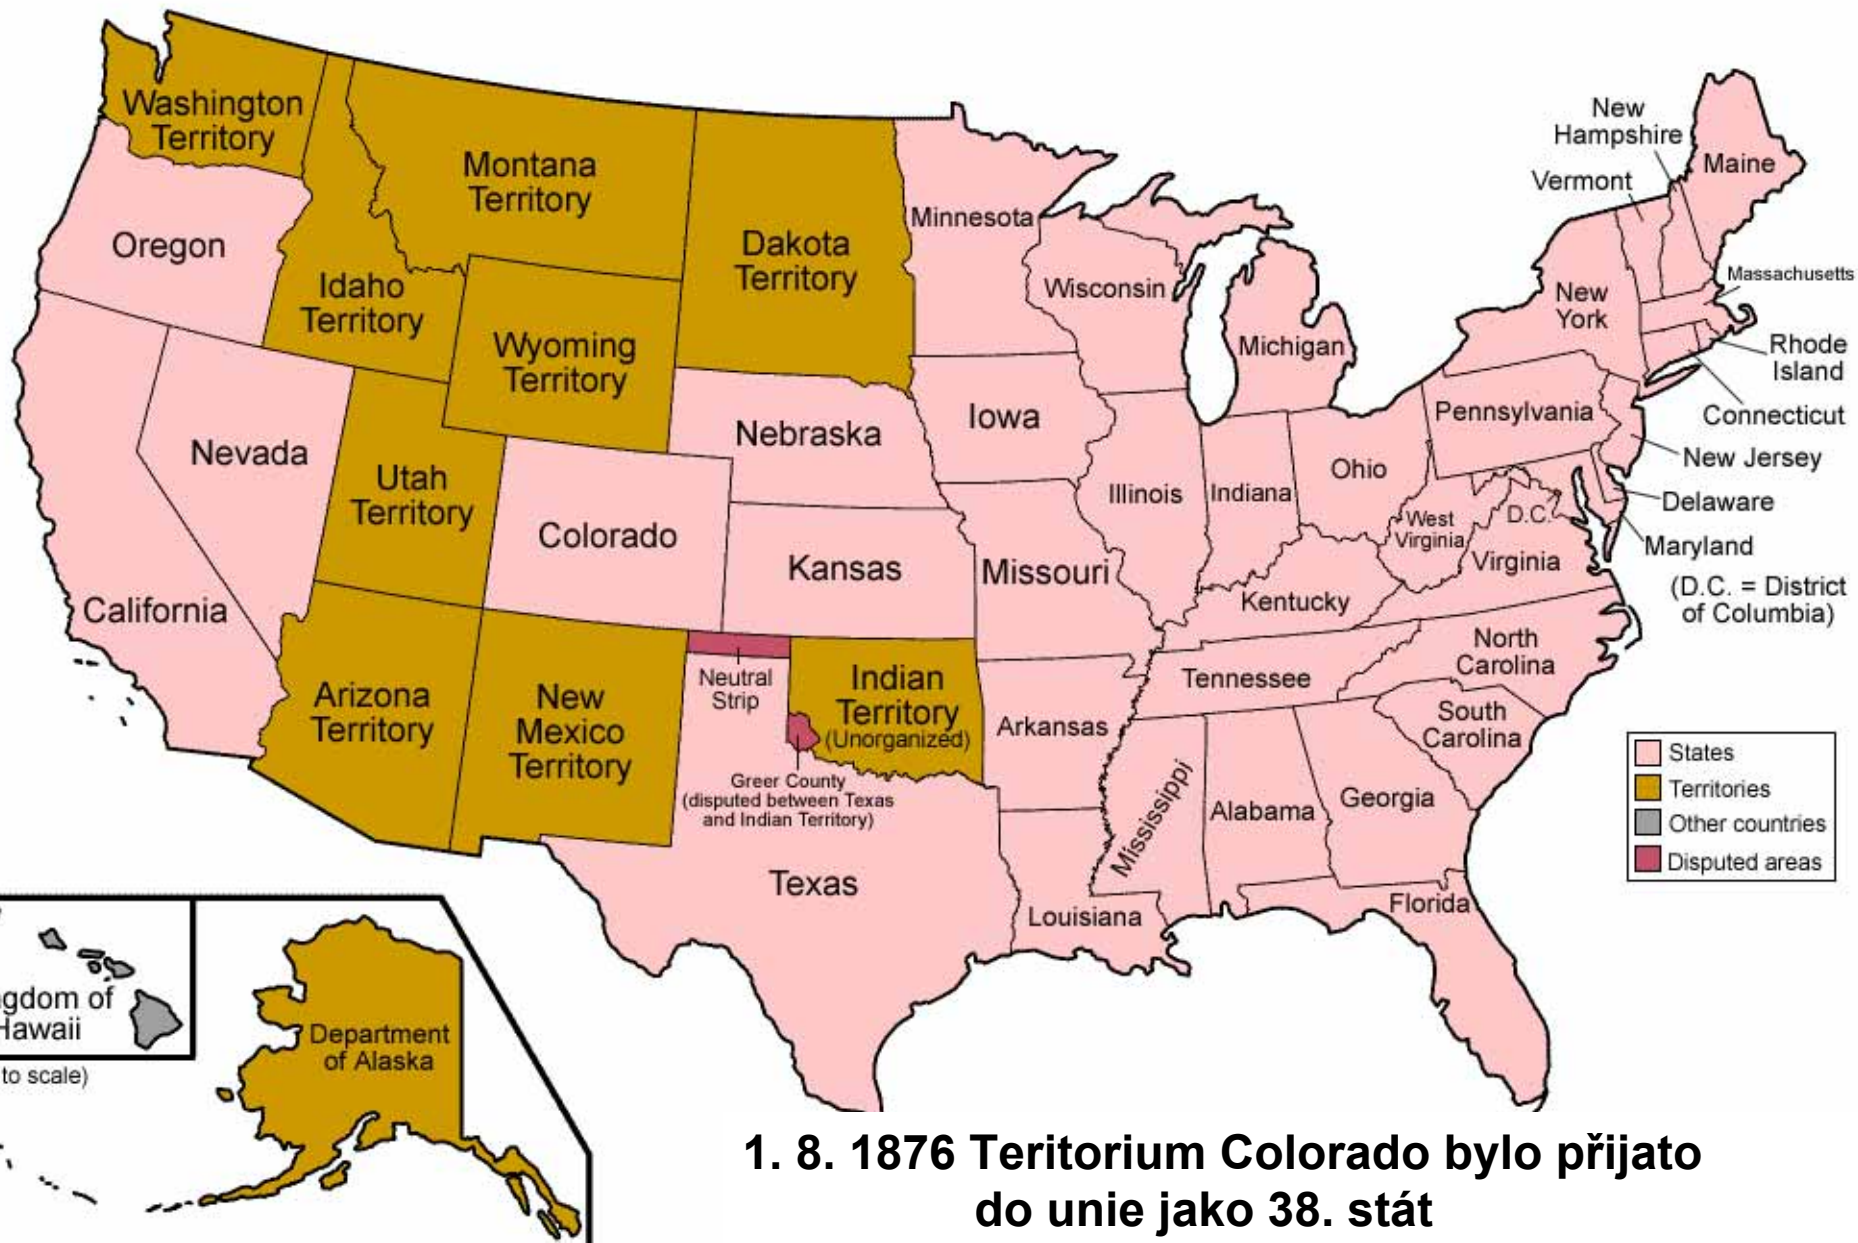 Washington
Territory
Montana
Territory
Dakota
Territory
Minnesota
Oregon
Idaho
Territory
Wyoming
Territory
Wisconsin
Michigan
New
Hampshire
Vermont
Maine
Massachusetts
New
York
Rhode
Island
Connecticut
Pennsylvania
New Jersey
Delaware
Maryland
(D.C. = District
of Columbia)
Nevada
Utah
Territory
Nebraska
Iowa
Illinois
Indiana
Ohio
West
Virginia
D.C.
Virginia
California
Colorado
Kansas
Missouri
Kentucky
North
Carolina
Tennessee
South
Carolina
Arizona
Territory
New
Mexico
Territory
Neutral
Strip
Indian
Territory
(Unorganized)
Arkansas
Greer County
(disputed between Texas
and Indian Territory)
Mississippi
Alabama
Georgia
Texas
Louisiana
Florida
States
Territories
Other countries
Disputed areas
gdom of
Hawaii
to scale)
Department
of Alaska
1. 8. 1876 Teritorium Colorado bylo přijato
do unie jako 38. stát